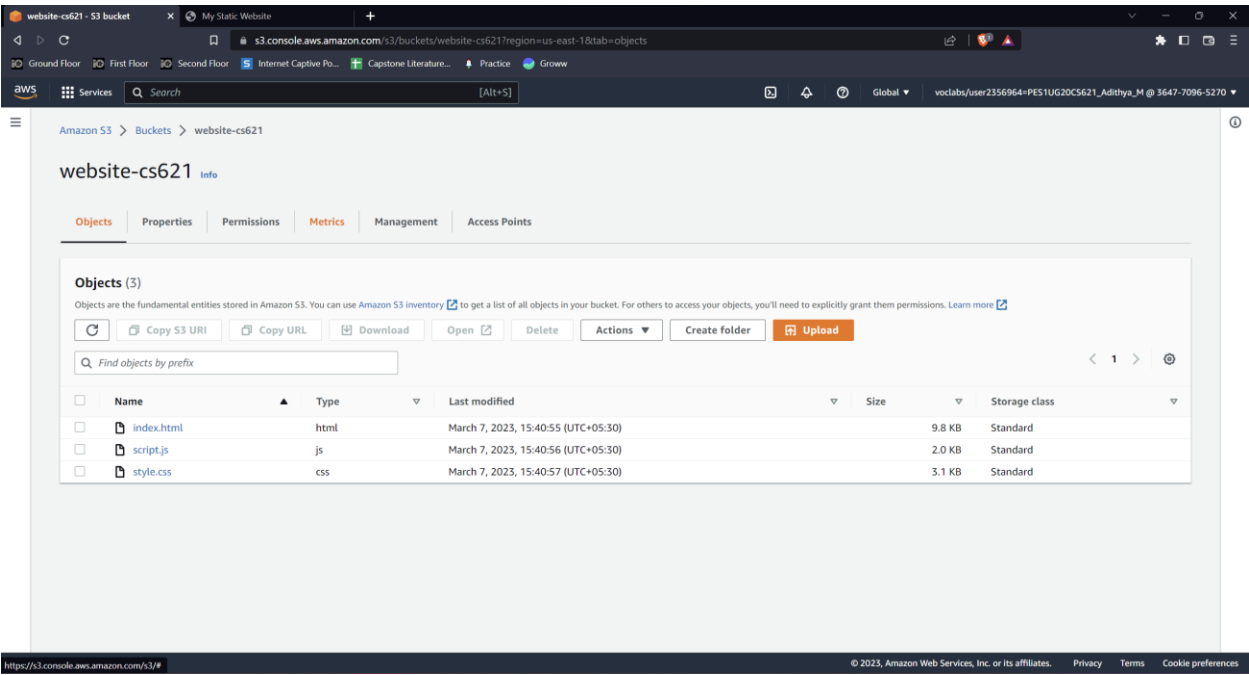 website-cs621 - S3 bucket My Static Website
s3.console.aws.amazon.com/s3/buckets/website-cs621?region=us-east-1&tab=objects
Ground Floor First Floor Second Floor Internet Captive Po... Capstone Literature... Practice Groww
aws Services Search [Alt+S] Global voclabs/user2356964=PES1UG20CS621_Adithya_M @ 3647-7096-5270
Amazon S3 > Buckets > website-cs621
website-cs621 Info
Objects Properties Permissions Metrics Management Access Points
Objects (3)
Objects are the fundamental entities stored in Amazon S3. You can use Amazon S3 inventory to get a list of all objects in your bucket. For others to access your objects, you'll need to explicitly grant them permissions. Learn more
Copy S3 URI Copy URL Download Open Delete Actions Create folder Upload
Find objects by prefix < 1 >
Name Type Last modified Size Storage class
index.html html March 7, 2023, 15:40:55 (UTC+05:30) 9.8 KB Standard
script.js js March 7, 2023, 15:40:56 (UTC+05:30) 2.0 KB Standard
style.css css March 7, 2023, 15:40:57 (UTC+05:30) 3.1 KB Standard
https://s3.console.aws.amazon.com/s3/# © 2023, Amazon Web Services, Inc. or its affiliates. Privacy Terms Cookie preferences